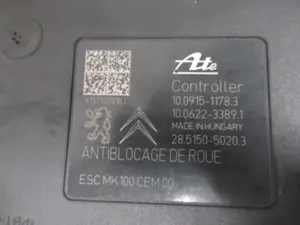 Ate
Controller
10.0915-1178.3
10.0622-3389.1
MADE IN HUNGARY
28.5150-5020.3
ANTIBLOCAGE DE ROUE
ESC MK100 CEM 00